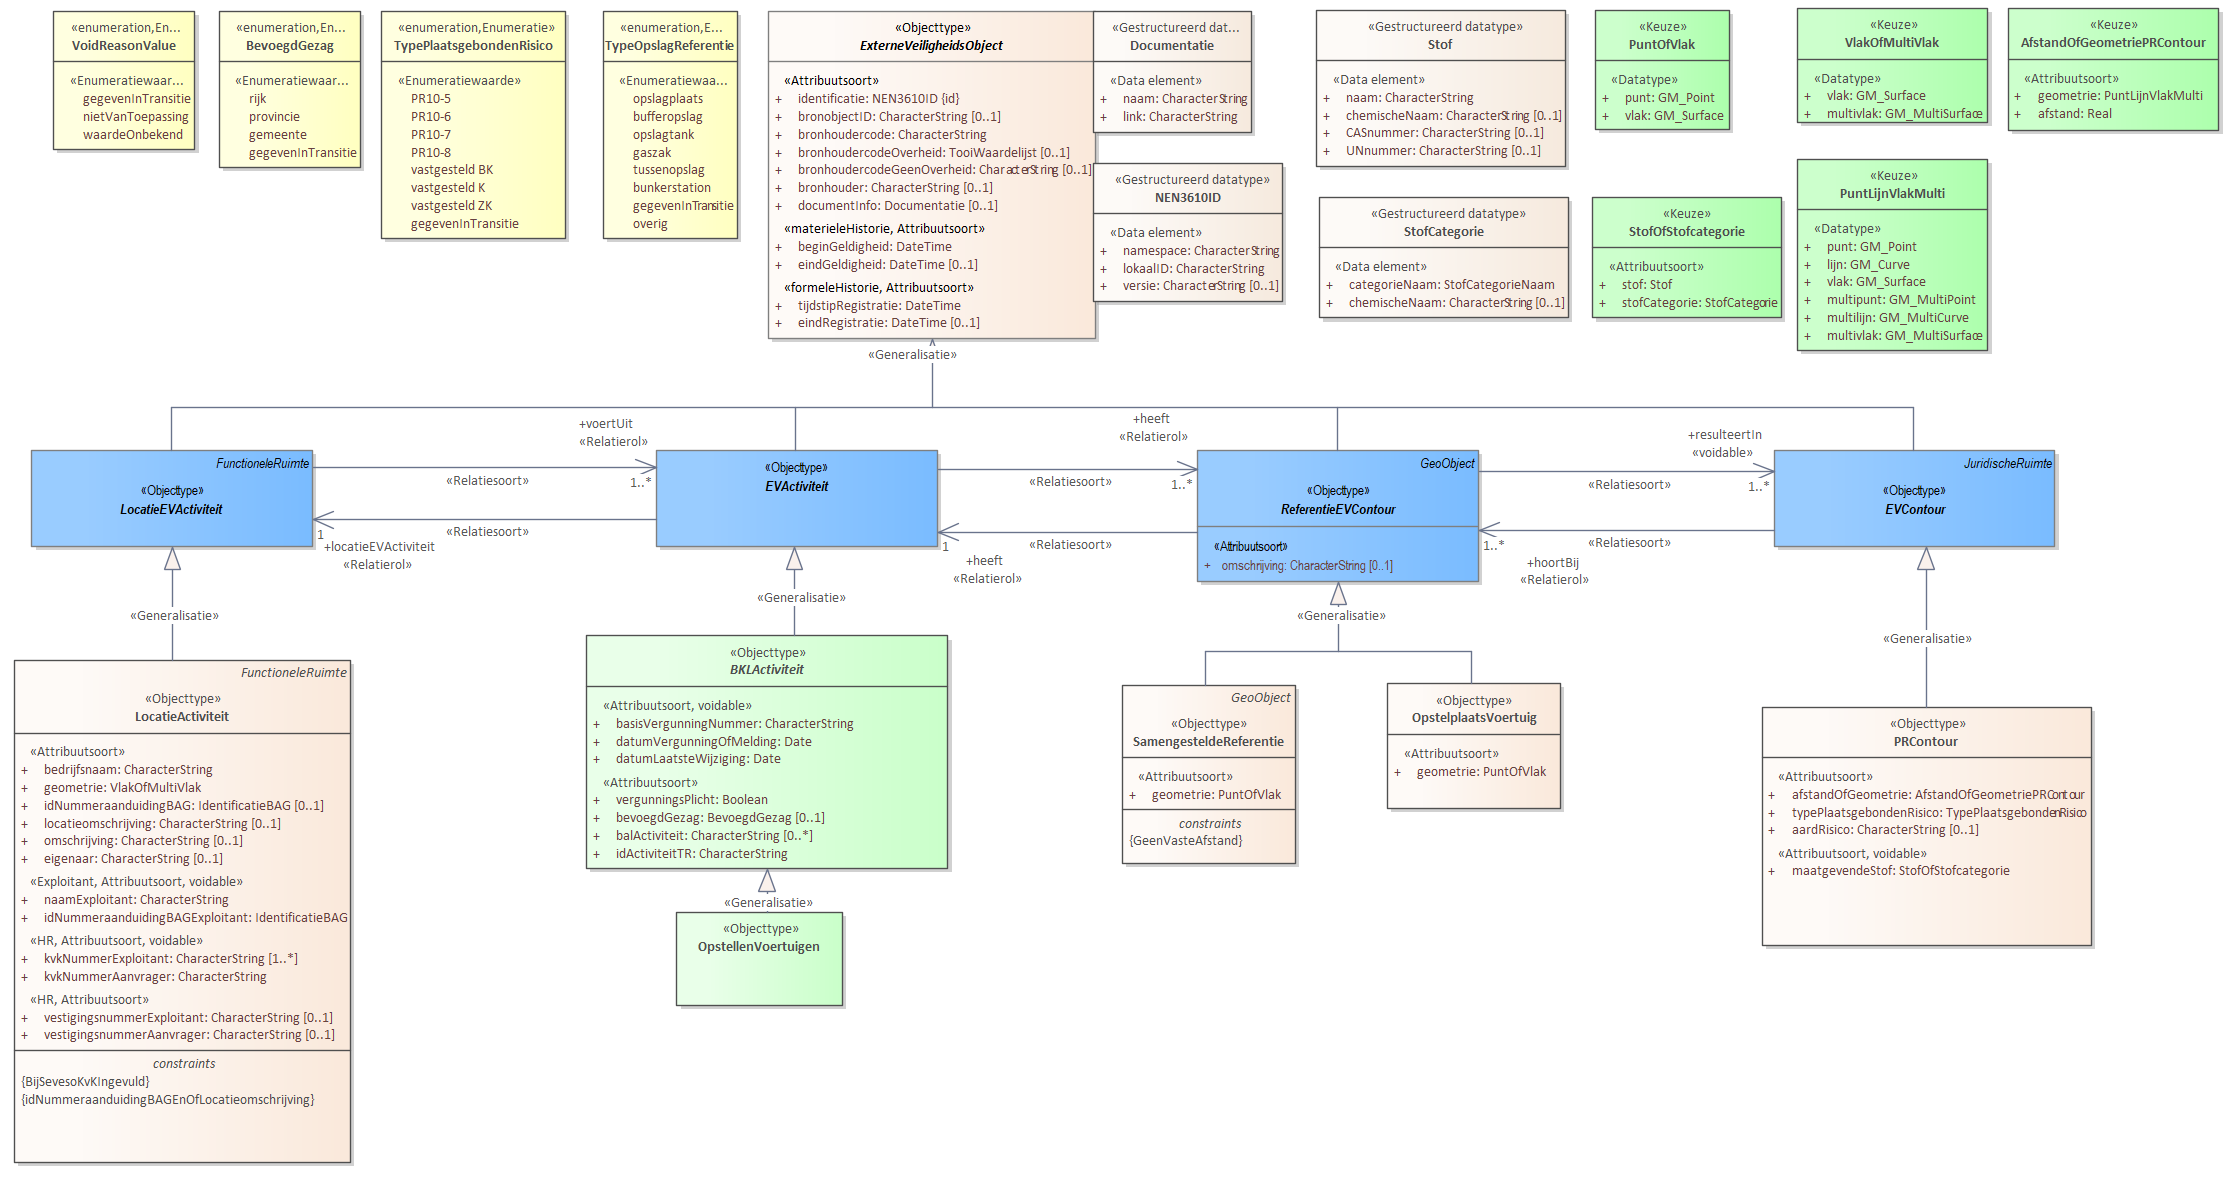 «enumeration,En...
VoidReasonValue
«Enumeratiewaar...
gegevenInTransitie
nietVanToepassing
waardeOnbekend
«enumeration,En...
BevoegdGezag
«Enumeratiewaar...
rijk
provincie
gemeente
gegevenInTransitie
«enumeration,Enumeratie»
TypePlaatsgebondenRisico
«Enumeratiewaarde»
PR10-5
PR10-6
PR10-7
PR10-8
vastgesteld BK
vastgesteld K
vastgesteld ZK
gegevenInTransitie
«enumeration,E...
TypeOpslagReferentie
«Enumeratiewaa...
opslagplaats
bufferopslag
opslagtank
gaszak
tussenopslag
bunkerstation
gegevenInTransitie
overig
«Objecttype»
ExterneVeiligheidsObject
«Attribuutsoort»
+ identificatie: NEN3610ID {id}
+ bronobjectID: CharacterString [0..1]
+ bronhoudercode: CharacterString
+ bronhoudercodeOverheid: TooiWaardelijst [0..1]
+ bronhoudercodeGeenOverheid: CharacterString [0..1]
+ bronhouder: CharacterString [0..1]
+ documentInfo: Documentatie [0..1]
«materieleHistorie, Attribuutsoort»
+ beginGeldigheid: DateTime
+ eindGeldigheid: DateTime [0..1]
«formeleHistorie, Attribuutsoort»
+ tijdstipRegistratie: DateTime
+ eindRegistratie: DateTime [0..1]
«Gestructureerd dat...
Documentatie
«Data element»
+ naam: CharacterString
+ link: CharacterString
«Gestructureerd datatype»
NEN3610ID
«Data element»
+ namespace: CharacterString
+ lokaalID: CharacterString
+ versie: CharacterString [0..1]
«Gestructureerd datatype»
Stof
«Data element»
+ naam: CharacterString
+ chemischeNaam: CharacterString [0..1]
+ CASnummer: CharacterString [0..1]
+ UNnummer: CharacterString [0..1]
«Gestructureerd datatype»
StofCategorie
«Data element»
+ categorieNaam: StofCategorieNaam
+ chemischeNaam: CharacterString [0..1]
«Keuze»
PuntOfVlak
«Datatype»
+ punt: GM_Point
+ vlak: GM_Surface
«Keuze»
StofOfStofcategorie
«Attribuutsoort»
+ stof: Stof
+ stofCategorie: StofCategorie
«Keuze»
VlakOfMultiVlak
«Datatype»
+ vlak: GM_Surface
+ multivlak: GM_MultiSurface
«Keuze»
PuntLijnVlakMulti
«Datatype»
+ punt: GM_Point
+ lijn: GM_Curve
+ vlak: GM_Surface
+ multipunt: GM_MultiPoint
+ multilijn: GM_MultiCurve
+ multivlak: GM_MultiSurface
«Keuze»
AfstandOfGeometriePRContour
«Attribuutsoort»
+ geometrie: PuntLijnVlakMulti
+ afstand: Real
«Generalisatie»
FunctioneleRuimte
«Objecttype»
LocatieEVActiviteit
+voertUit
«Relatierol»
«Relatiesoort»
1..*
«Relatiesoort»
1
+locatieEVActiviteit
«Relatierol»
«Objecttype»
EVActiviteit
+heeft
«Relatierol»
«Relatiesoort»
1..*
«Relatiesoort»
1
+heeft
«Relatierol»
GeoObject
«Objecttype»
ReferentieEVContour
«Attribuutsoort»
+ omschrijving: CharacterString [0..1]
+resulteertIn
«voidable»
«Relatiesoort»
1..*
«Relatiesoort»
1..*
+hoortBij
«Relatierol»
JuridischeRuimte
«Objecttype»
EVContour
«Generalisatie»
FunctioneleRuimte
«Objecttype»
LocatieActiviteit
«Attribuutsoort»
+ bedrijfsnaam: CharacterString
+ geometrie: VlakOfMultiVlak
+ idNummeraanduidingBAG: IdentificatieBAG [0..1]
+ locatieomschrijving: CharacterString [0..1]
+ omschrijving: CharacterString [0..1]
+ eigenaar: CharacterString [0..1]
«Exploitant, Attribuutsoort, voidable»
+ naamExploitant: CharacterString
+ idNummeraanduidingBAGExploitant: IdentificatieBAG
«HR, Attribuutsoort, voidable»
+ kvkNummerExploitant: CharacterString [1..*]
+ kvkNummerAanvrager: CharacterString
«HR, Attribuutsoort»
+ vestigingsnummerExploitant: CharacterString [0..1]
+ vestigingsnummerAanvrager: CharacterString [0..1]
constraints
{BijSevesoKvKIngevuld}
{idNummeraanduidingBAGEnOfLocatieomschrijving}
«Generalisatie»
«Objecttype»
BKLActiviteit
«Attribuutsoort, voidable»
+ basisVergunningNummer: CharacterString
+ datumVergunningOfMelding: Date
+ datumLaatsteWijziging: Date
«Attribuutsoort»
+ vergunningsPlicht: Boolean
+ bevoegdGezag: BevoegdGezag [0..1]
+ balActiviteit: CharacterString [0..*]
+ idActiviteitTR: CharacterString
«Generalisatie»
«Objecttype»
OpstellenVoertuigen
«Generalisatie»
GeoObject
«Objecttype»
SamengesteldeReferentie
«Attribuutsoort»
+ geometrie: PuntOfVlak
constraints
{GeenVasteAfstand}
«Objecttype»
OpstelplaatsVoertuig
«Attribuutsoort»
+ geometrie: PuntOfVlak
«Generalisatie»
«Objecttype»
PRContour
«Attribuutsoort»
+ afstandOfGeometrie: AfstandOfGeometriePRContour
+ typePlaatsgebondenRisico: TypePlaatsgebondenRisico
+ aardRisico: CharacterString [0..1]
«Attribuutsoort, voidable»
+ maatgevendeStof: StofOfStofcategorie